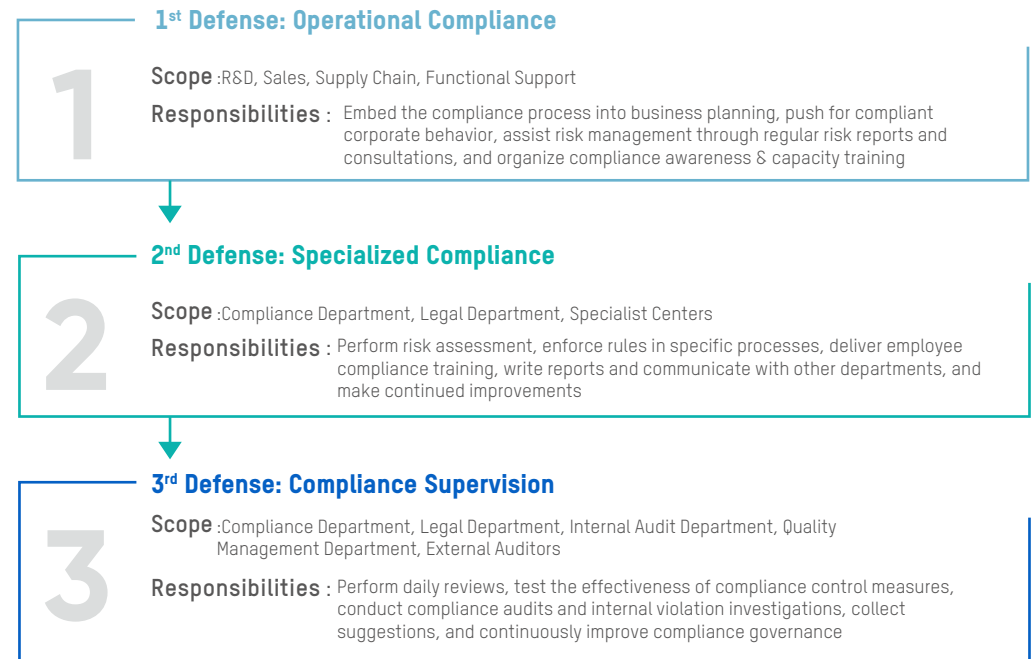 1st Defense: Operational Compliance
1
Scope :R&D, Sales, Supply Chain, Functional Support
Responsibilities : Embed the compliance process into business planning, push for compliant
corporate behavior, assist risk management through regular risk reports and
consultations, and organize compliance awareness & capacity training
2nd Defense: Specialized Compliance
2
Scope :Compliance Department, Legal Department, Specialist Centers
Responsibilities : Perform risk assessment, enforce rules in specific processes, deliver employee
compliance training, write reports and communicate with other departments, and
make continued improvements
3rd Defense: Compliance Supervision
3
Scope :Compliance Department, Legal Department, Internal Audit Department, Quality
Management Department, External Auditors
Responsibilities : Perform daily reviews, test the effectiveness of compliance control measures,
conduct compliance audits and internal violation investigations, collect
suggestions, and continuously improve compliance governance